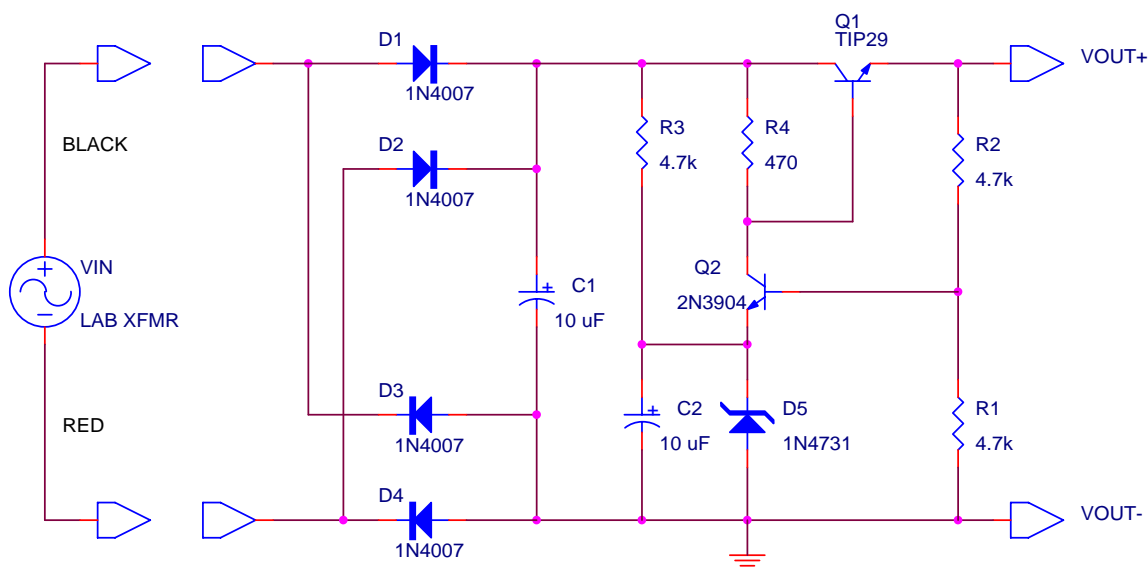 Q1
TIP29
D1
1N4007
VOUT+
BLACK
D2
1N4007
R3
4.7k
R4
470
R2
4.7k
VIN
LAB XFMR
C1
10 uF
Q2
2N3904
D3
1N4007
C2
10 uF
D5
1N4731
R1
4.7k
RED
D4
1N4007
VOUT-